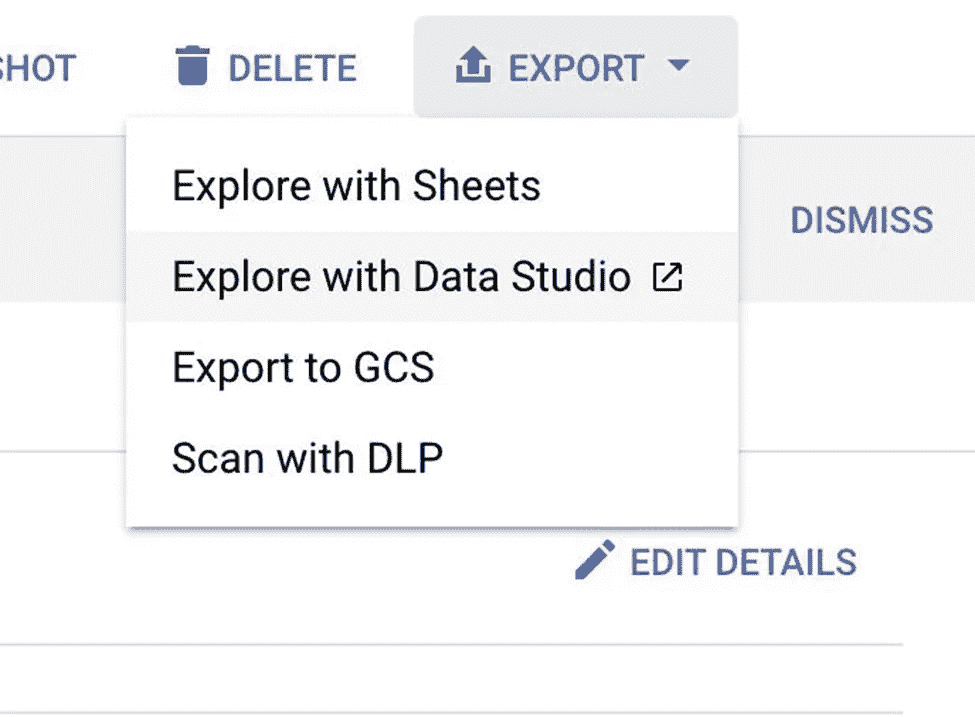 SHOT DELETE EXPORT
Explore with Sheets
DISMISS
Explore with Data Studio
Export to GCS
Scan with DLP
EDIT DETAILS